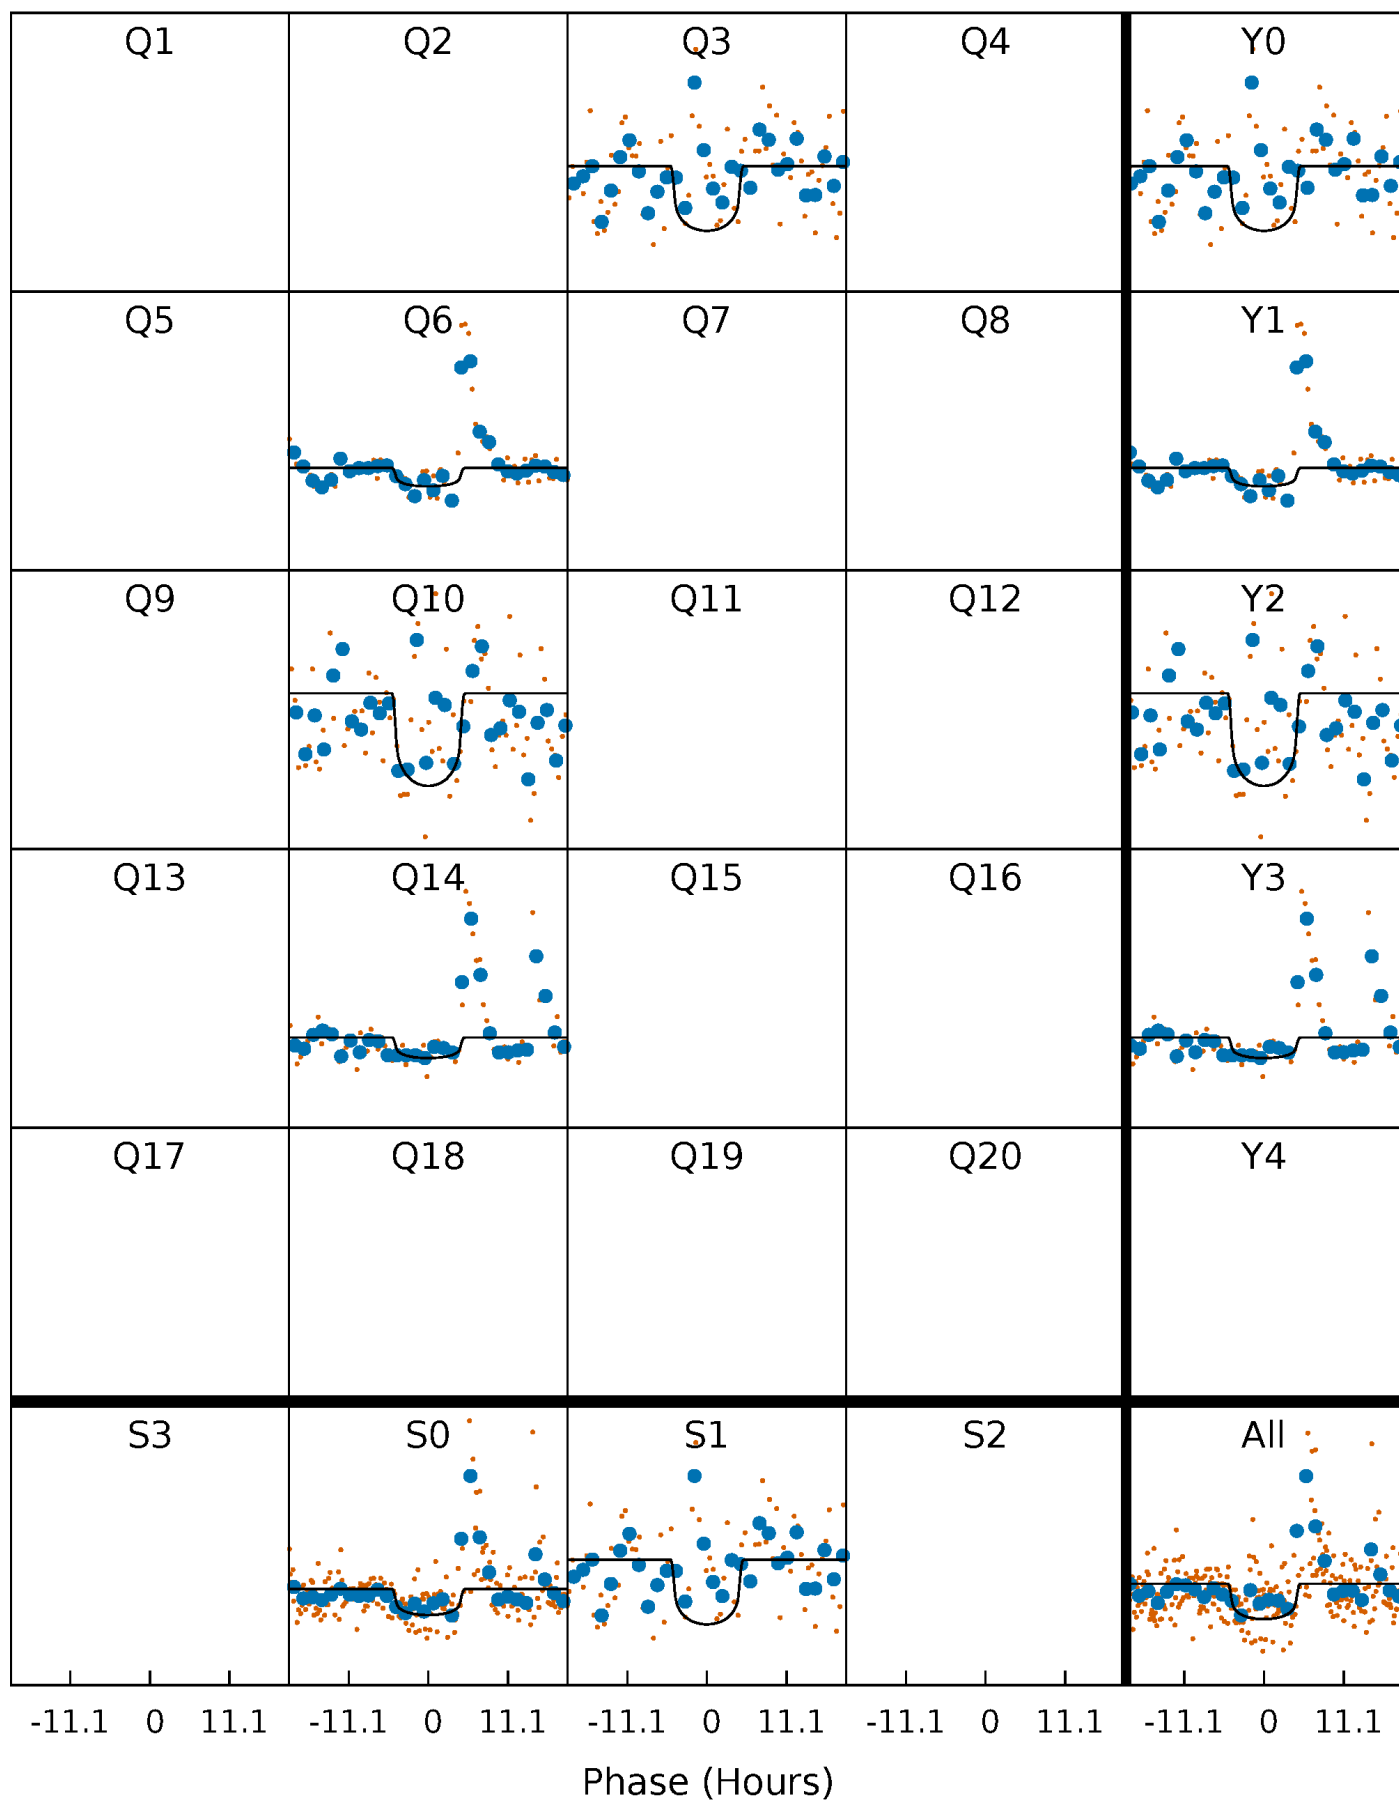 Q1 Q2 Q3 Q4 Y0
Q5 Q6 Q7 Q8 Y1
Q9 Q10 Q11 Q12 Y2
Q13 Q14 Q15 Q16 Y3
Q17 Q18 Q19 Q20 Y4
S3 S0 S1 S2 All
-11.1 0 11.1 -11.1 0 11.1 -11.1 0 11.1 -11.1 0 11.1 -11.1 0 11.1
Phase (Hours)